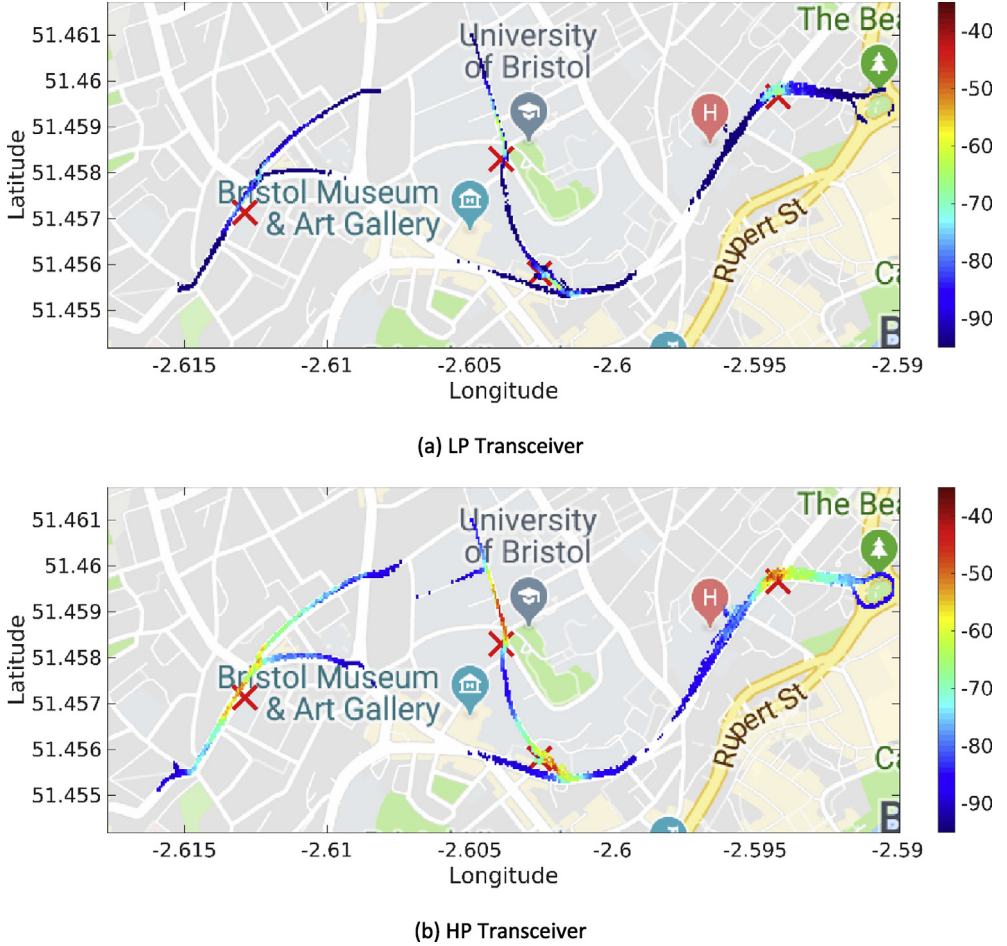 The Bea
51.461
University
of Bristol
51.46
51.459
H
51.458
Bristol Museum
& Art Gallery
51.457
51.456
51.455
Rupert St
Ca
B
Latitude
-2.615
-2.61
-2.605
-2.6
-2.595
-2.59
Longitude
-40
-50
-60
-70
-80
-90
(a) LP Transceiver
The Bea
51.461
University
of Bristol
51.46
51.459
H
51.458
Bristol Museum
& Art Gallery
51.457
51.456
51.455
Rupert St
Ca
B
Latitude
-2.615
-2.61
-2.605
-2.6
-2.595
-2.59
Longitude
-40
-50
-60
-70
-80
-90
(b) HP Transceiver